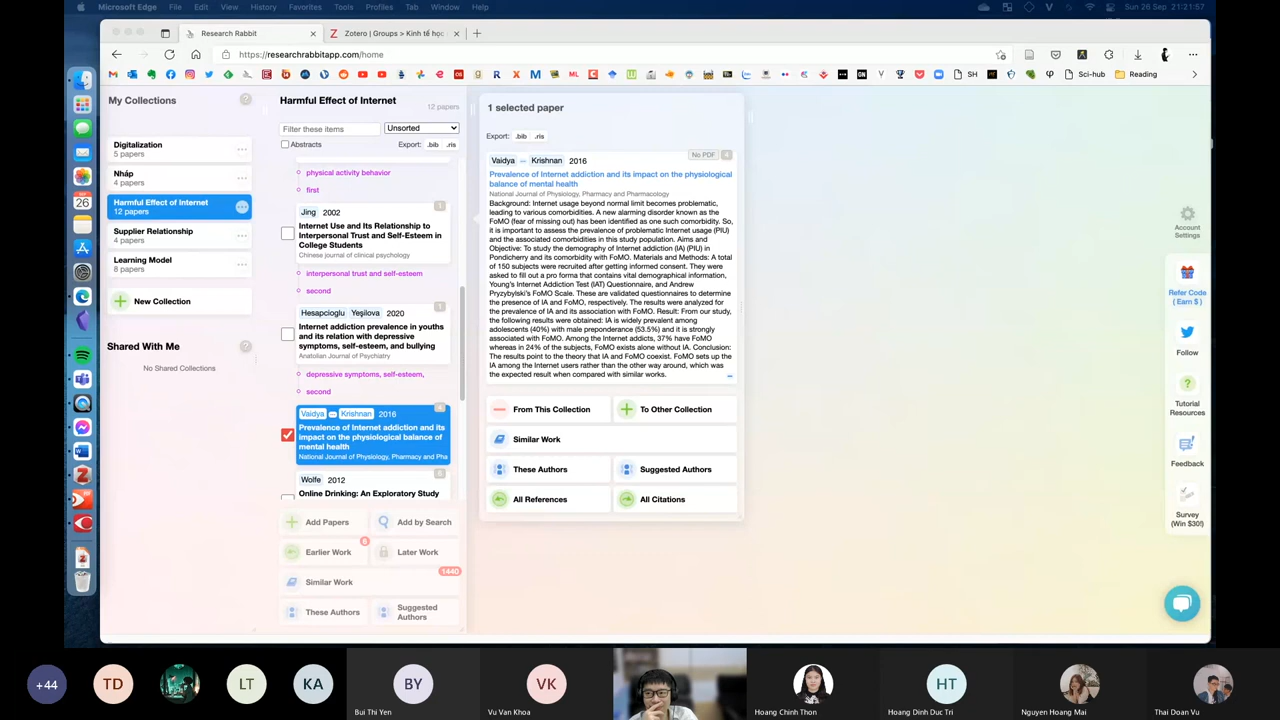 Microsoft Edge File Edit View History Favorites Tools Profiles Tab Window Help
Sun 26 Sep 21:21:57
Research Rabbit
Zotero | Groups > Kinh tế học
https://researchrabbitapp.com/home
SH
Sci-hub
Reading
My Collections
Digitalization
5 papers
Nháp
4 papers
Harmful Effect of Internet
12 papers
Supplier Relationship
4 papers
Learning Model
8 papers
New Collection
Shared With Me
No Shared Collections
Harmful Effect of Internet
12 papers
Filter these items
Unsorted
Abstracts
Export: .bib .ris
physical activity behavior
first
Jing 2002
1
Internet Use and Its Relationship to
Interpersonal Trust and Self-Esteem in
College Students
Chinese journal of clinical psychology
interpersonal trust and self-esteem
second
Hesapcioglu Yeşilova 2020
1
Internet addiction prevalence in youths
and its relation with depressive
symptoms, self-esteem, and bullying
Anatolian Journal of Psychiatry
depressive symptoms, self-esteem,
second
Vaidya ··· Krishnan 2016
4
Prevalence of Internet addiction and its
impact on the physiological balance of
mental health
National Journal of Physiology, Pharmacy and Pha
Wolfe 2012
Online Drinking: An Exploratory Study
Add Papers
Add by Search
Earlier Work
Later Work
Similar Work
1440
These Authors
Suggested
Authors
1 selected paper
Export: .bib .ris
Vaidya ··· Krishnan 2016
No PDF
4
Prevalence of Internet addiction and its impact on the physiological
balance of mental health
National Journal of Physiology, Pharmacy and Pharmacology
Background: Internet usage beyond normal limit becomes problematic,
leading to various comorbidities. A new alarming disorder known as the
FoMO (fear of missing out) has been identified as one such comorbidity. So,
it is important to assess the prevalence of problematic Internet usage (PIU)
and the associated comorbidities in this study population. Aims and
Objective: To study the demography of Internet addiction (IA) (PIU) in
Pondicherry and its comorbidity with FoMO. Materials and Methods: A total
of 150 subjects were recruited after getting informed consent. They were
asked to fill out a pro forma that contains vital demographical information,
Young's Internet Addiction Test (IAT) Questionnaire, and Andrew
Pryzybylski's FoMO Scale. These are validated questionnaires to determine
the presence of IA and FoMO, respectively. The results were analyzed for
the prevalence of IA and its association with FoMO. Result: From our study,
the following results were obtained: IA is widely prevalent among
adolescents (40%) with male preponderance (53.5%) and it is strongly
associated with FoMO. Among the Internet addicts, 37% have FoMO
whereas in 24% of the subjects, FoMO exists alone without IA. Conclusion:
The results point to the theory that IA and FoMO coexist. FoMO sets up the
IA among the Internet users rather than the other way around, which was
the expected result when compared with similar works.
From This Collection
To Other Collection
Similar Work
These Authors
Suggested Authors
All References
All Citations
Account
Settings
Refer Code
( Earn $ )
Follow
Tutorial
Resources
Feedback
Survey
(Win $30!)
+44
TD
LT
KA
BY
Bui Thi Yen
VK
Vu Van Khoa
Hoang Chinh Thon
HT
Hoang Dinh Duc Tri
Nguyen Hoang Mai
Thai Doan Vu